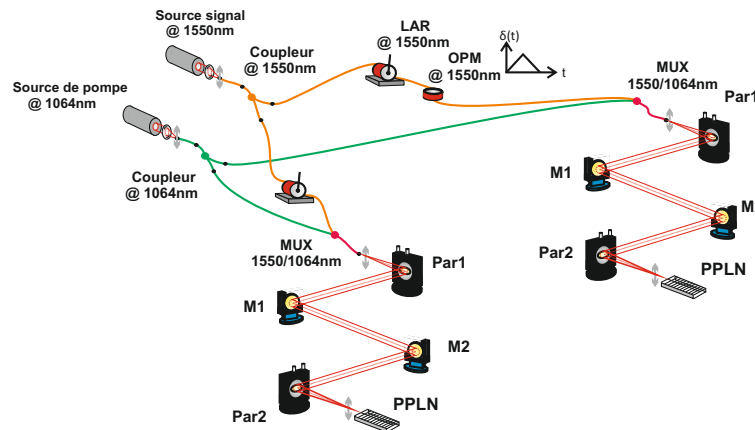 Source signal
@ 1550nm
Coupleur
@ 1550nm
LAR
@ 1550nm
OPM
@ 1550nm
δ(t)
t
MUX
1550/1064nm
Par1
Source de pompe
@ 1064nm
Coupleur
@ 1064nm
M1
M
Par2
PPLN
MUX
1550/1064nm
Par1
M1
M2
Par2
PPLN